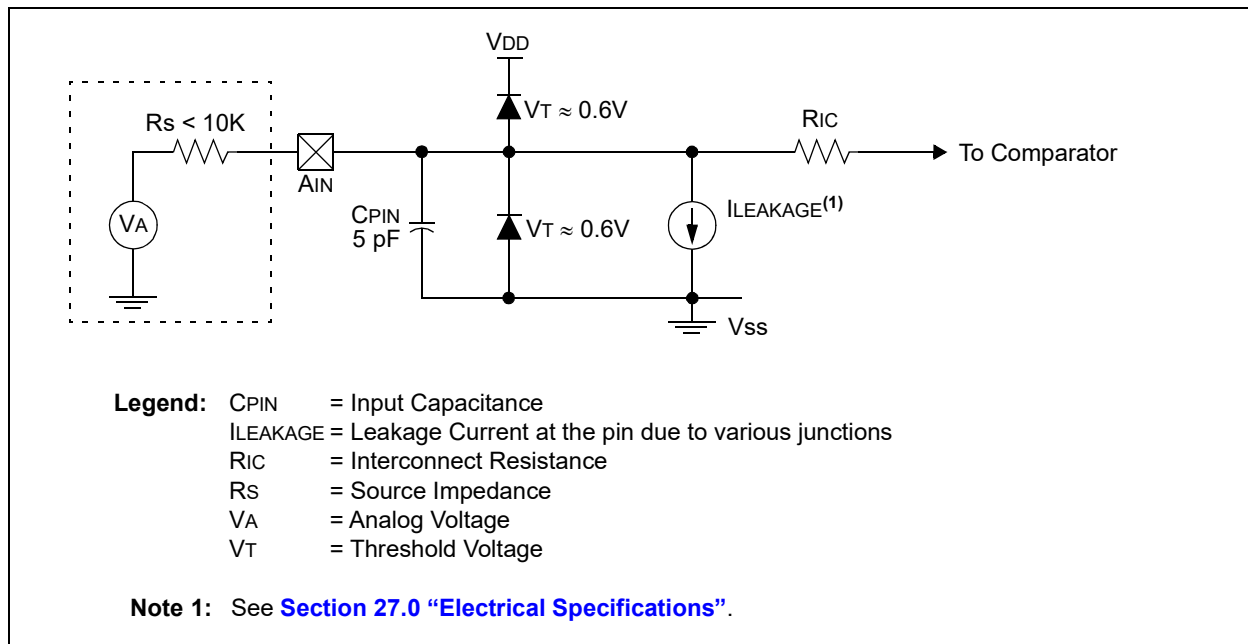 VDD
VT ≈ 0.6V
Rs < 10K
RIC
To Comparator
AIN
VA
CPIN
5 pF
VT ≈ 0.6V
ILEAKAGE(1)
Vss
Legend: CPIN = Input Capacitance
ILEAKAGE = Leakage Current at the pin due to various junctions
RIC = Interconnect Resistance
RS = Source Impedance
VA = Analog Voltage
VT = Threshold Voltage
Note 1: See Section 27.0 “Electrical Specifications”.